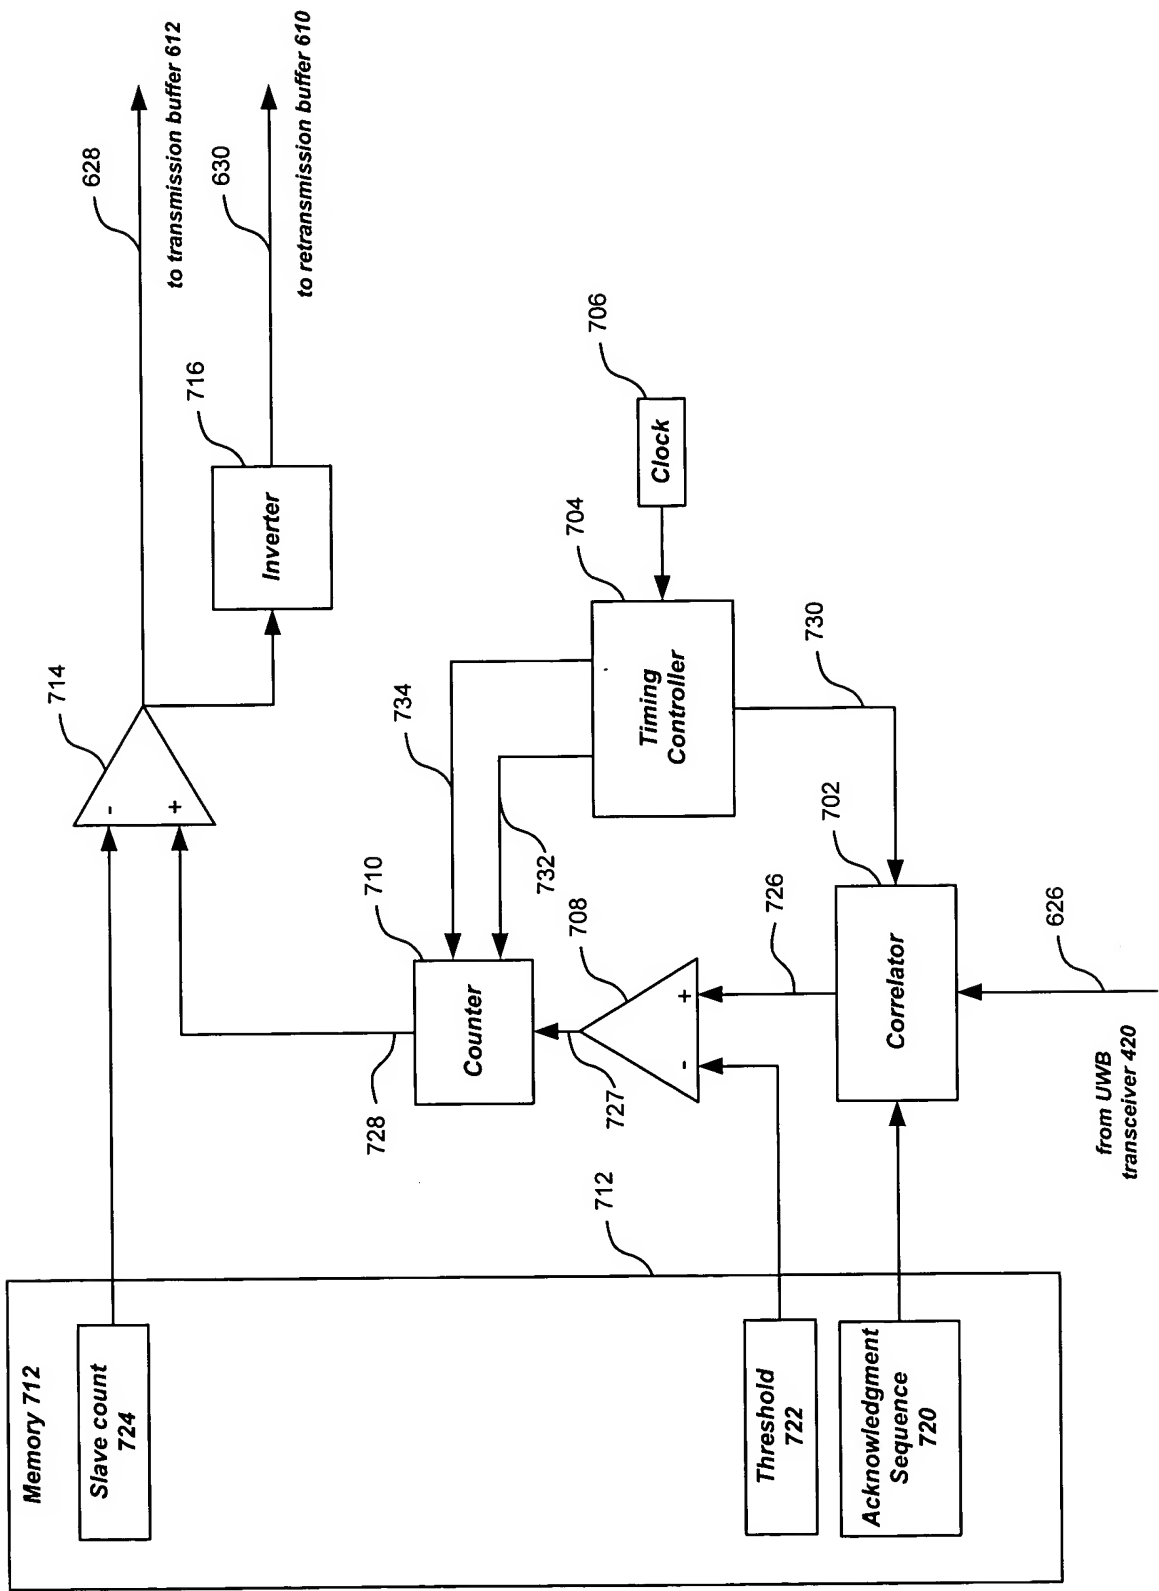 Memory 712
Slave count
724
Threshold
722
Acknowledgment
Sequence
720
712
from UWB
transceiver 420
626
Correlator
702
726
-
+
708
727
Counter
710
728
732
734
730
Timing
Controller
704
Clock
706
-
+
714
Inverter
716
628
to transmission buffer 612
630
to retransmission buffer 610